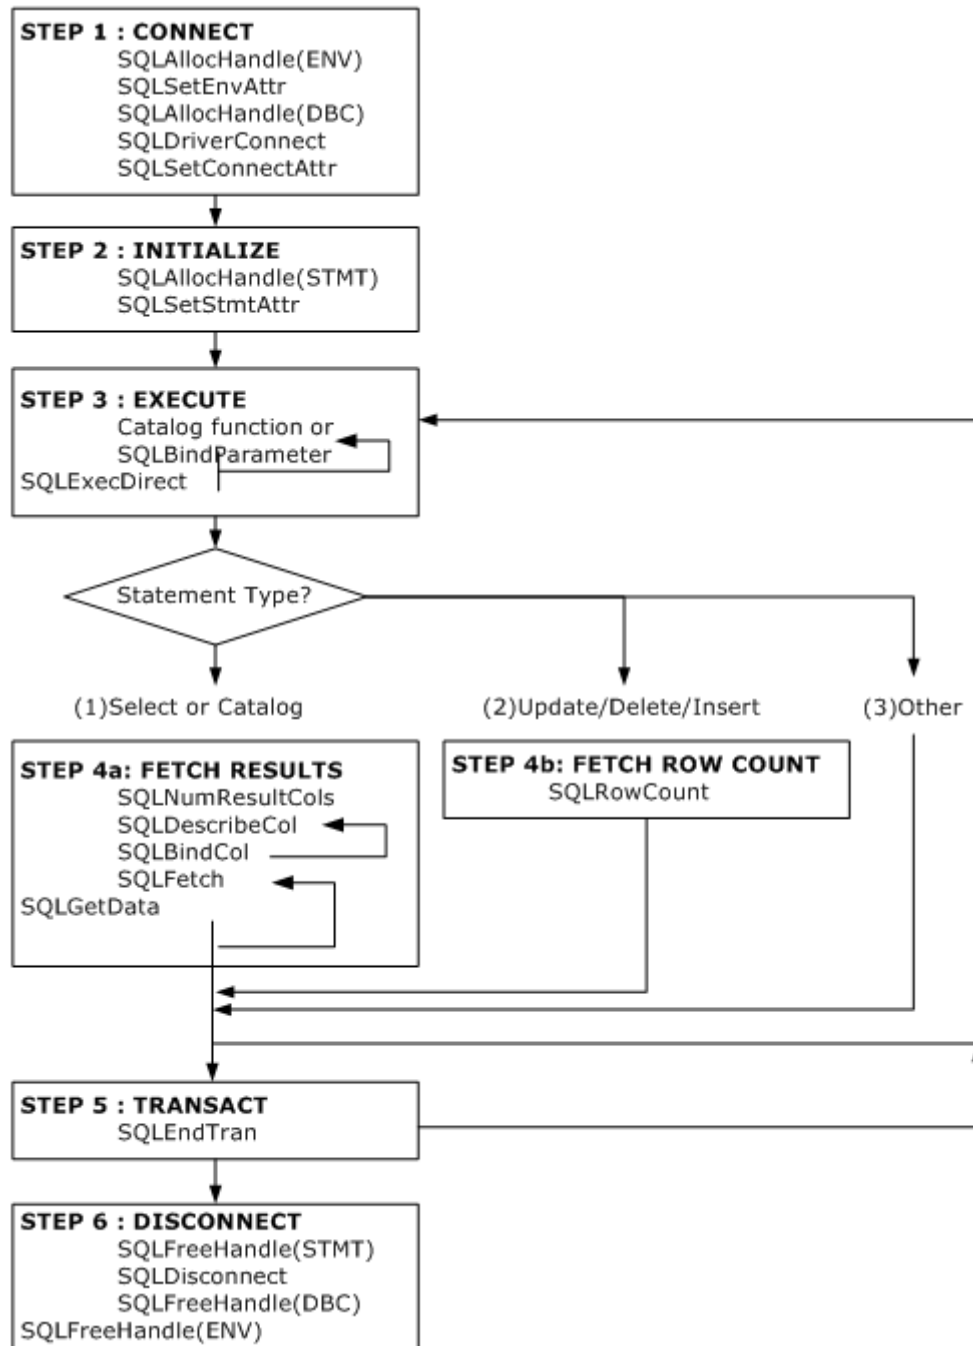 STEP 1 : CONNECT
SQLAllocHandle(ENV)
SQLSetEnvAttr
SQLAllocHandle(DBC)
SQLDriverConnect
SQLSetConnectAttr
STEP 2 : INITIALIZE
SQLAllocHandle(STMT)
SQLSetStmtAttr
STEP 3 : EXECUTE
Catalog function or
SQLBindParameter
SQLExecDirect
Statement Type?
(1)Select or Catalog
(2)Update/Delete/Insert
(3)Other
STEP 4a: FETCH RESULTS
SQLNumResultCols
SQLDescribeCol
SQLBindCol
SQLFetch
SQLGetData
STEP 4b: FETCH ROW COUNT
SQLRowCount
STEP 5 : TRANSACT
SQLEndTran
STEP 6 : DISCONNECT
SQLFreeHandle(STMT)
SQLDisconnect
SQLFreeHandle(DBC)
SQLFreeHandle(ENV)